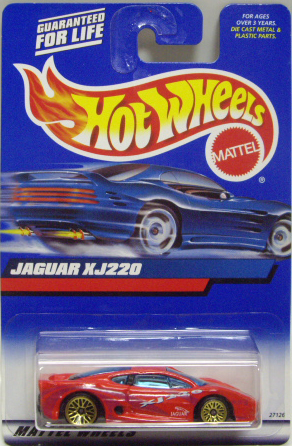 GUARANTEED
FOR LIFE
FOR AGES
OVER 3 YEARS.
DIE CAST METAL &
PLASTIC PARTS.
HOT WHEELS
MATTEL
®
JAGUAR XJ220
JAGUAR
27126
MATTEL WHEELS